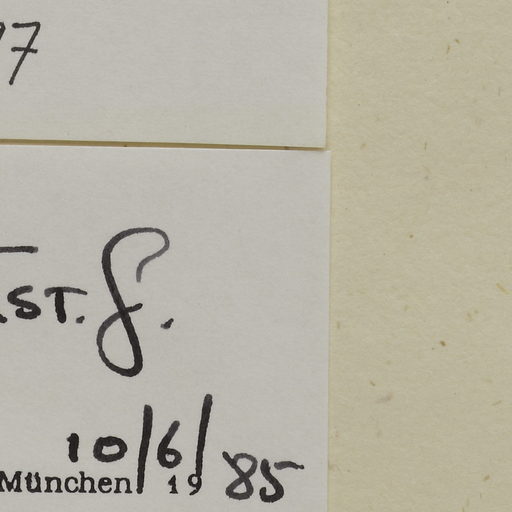 7
ST. f.
10/6/85
München 19